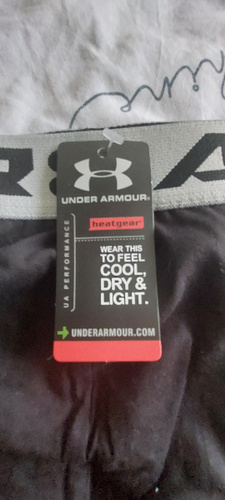 R
A
UNDER ARMOUR
heatgear
UA PERFORMANCE
WEAR THIS
TO FEEL
COOL,
DRY &
LIGHT.
UNDERARMOUR.COM